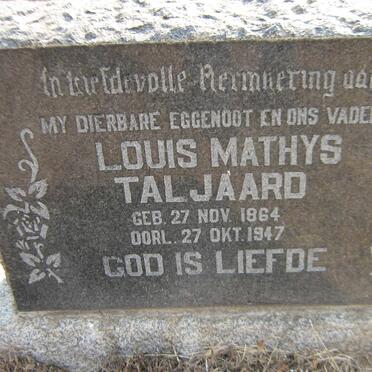 In Liefdevolle Herinnering aan
MY DIERBARE EGGENOOT EN ONS VADER
LOUIS MATHYS
TALJAARD
GEB. 27 NOV. 1864
OORL. 27 OKT. 1947
GOD IS LIEFDE